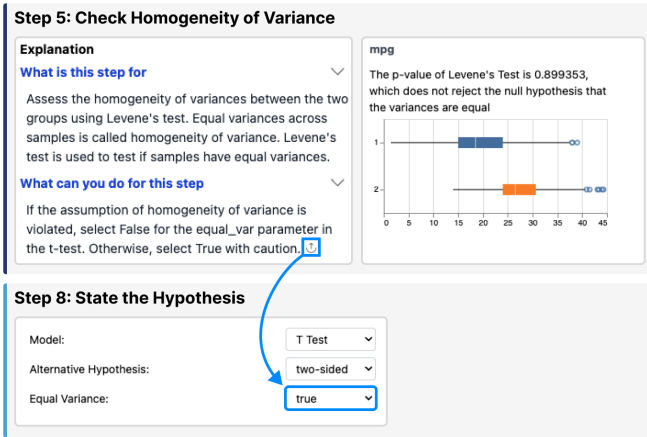 Step 5: Check Homogeneity of Variance
Explanation
What is this step for
Assess the homogeneity of variances between the two
groups using Levene's test. Equal variances across
samples is called homogeneity of variance. Levene's
test is used to test if samples have equal variances.
What can you do for this step
If the assumption of homogeneity of variance is
violated, select False for the equal_var parameter in
the t-test. Otherwise, select True with caution.
mpg
The p-value of Levene's Test is 0.899353,
which does not reject the null hypothesis that
the variances are equal
1
2
0 5 10 15 20 25 30 35 40 45
Step 8: State the Hypothesis
Model: T Test
Alternative Hypothesis: two-sided
Equal Variance: true